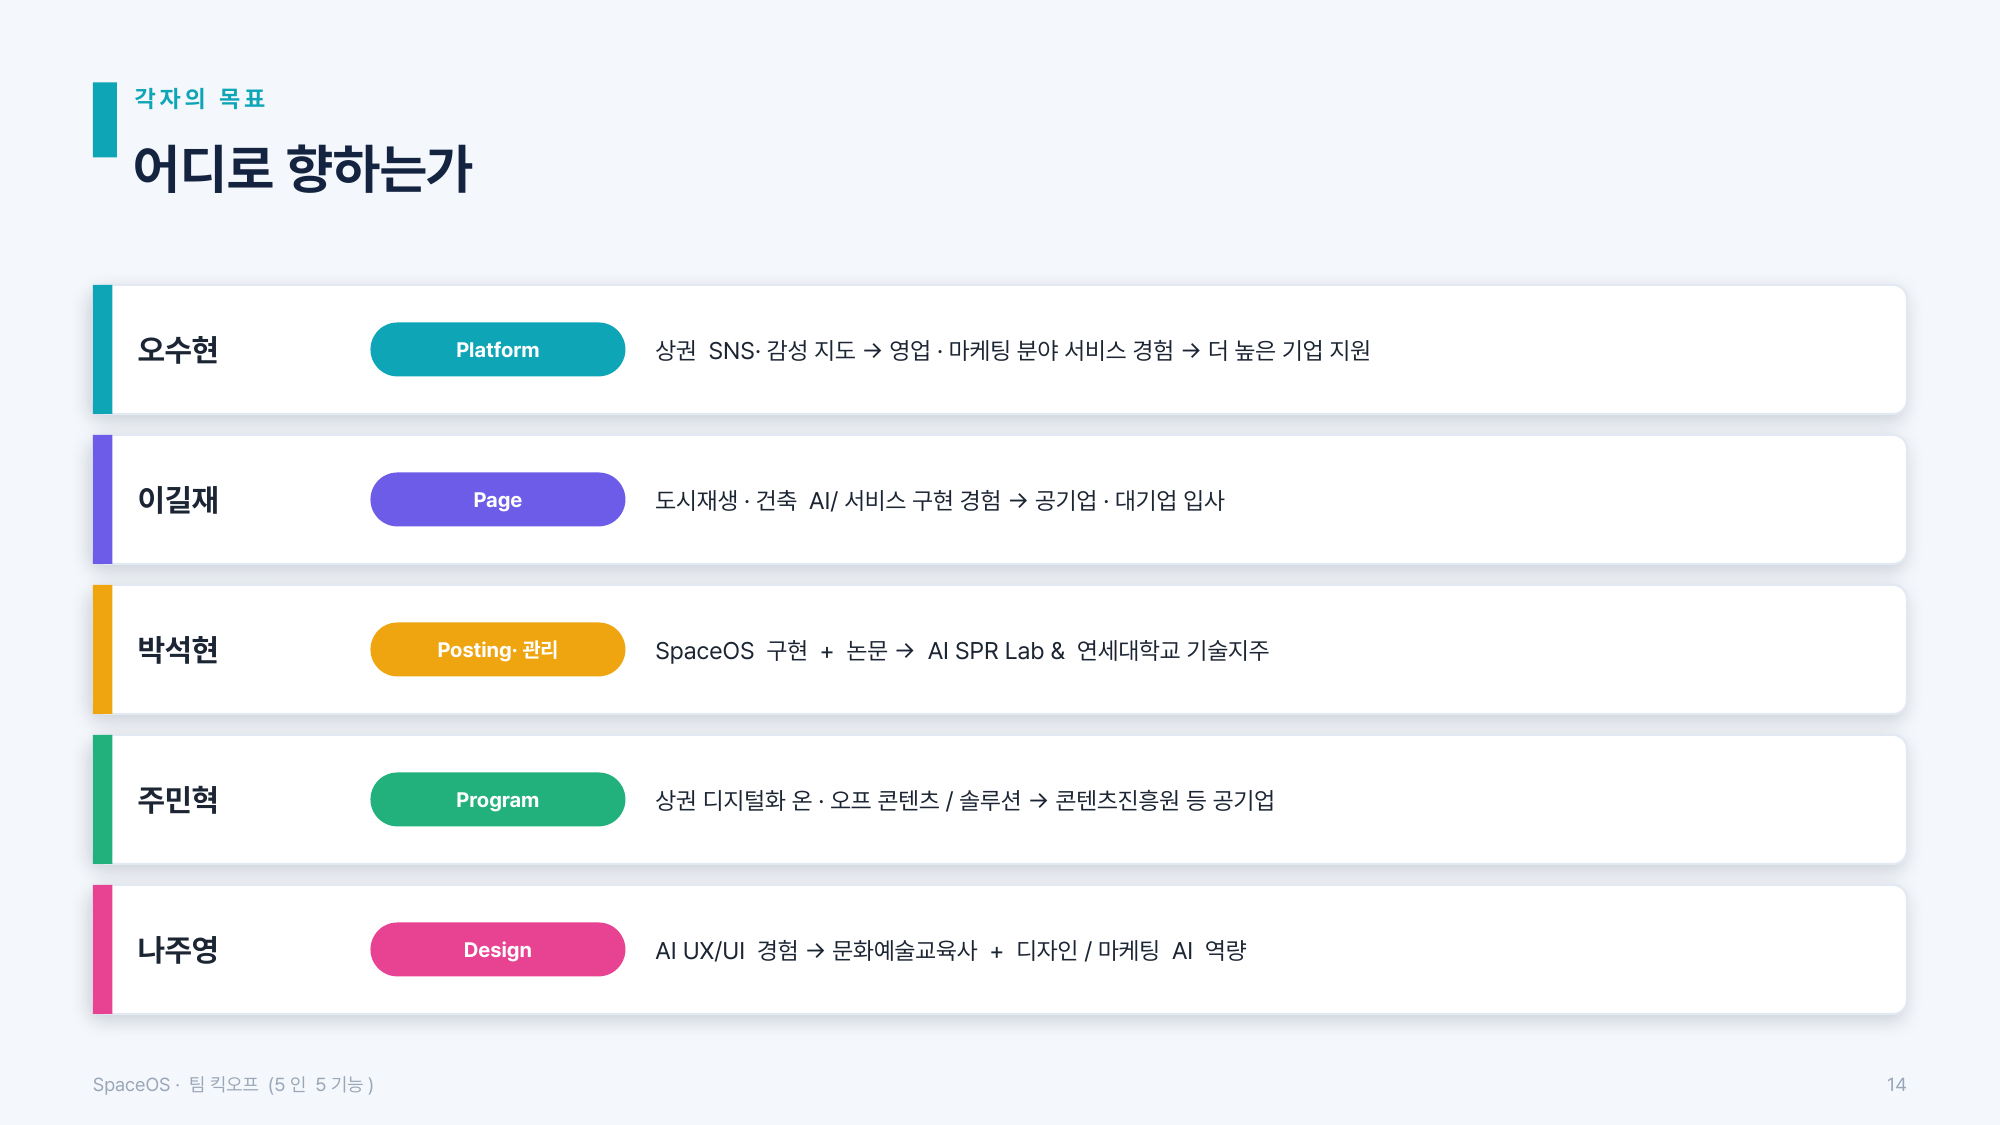 각자의 목표
어디로 향하는가
오수현
Platform
상권 SNS· 감성 지도 → 영업 · 마케팅 분야 서비스 경험 → 더 높은 기업 지원
이길재
Page
도시재생 · 건축 AI/ 서비스 구현 경험 → 공기업 · 대기업 입사
박석현
Posting· 관리
SpaceOS 구현 + 논문 → AI SPR Lab & 연세대학교 기술지주
주민혁
Program
상권 디지털화 온 · 오프 콘텐츠 / 솔루션 → 콘텐츠진흥원 등 공기업
나주영
Design
AI UX/UI 경험 → 문화예술교육사 + 디자인 / 마케팅 AI 역량
SpaceOS · 팀 킥오프 (5 인 5 기능 )
14